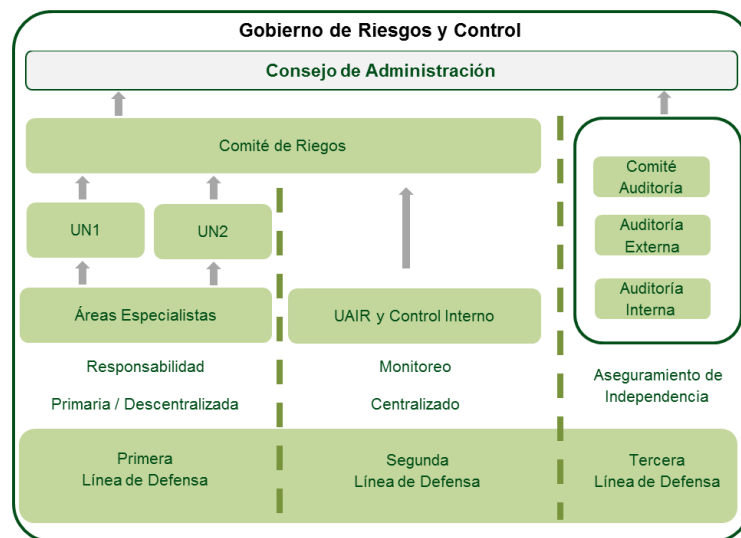 Gobierno de Riesgos y Control
Consejo de Administración
Comité de Riegos
UN1
UN2
Áreas Especialistas
UAIR y Control Interno
Comité
Auditoría
Auditoría
Externa
Auditoría
Interna
Responsabilidad
Primaria / Descentralizada
Monitoreo
Centralizado
Aseguramiento de
Independencia
Primera
Línea de Defensa
Segunda
Línea de Defensa
Tercera
Línea de Defensa